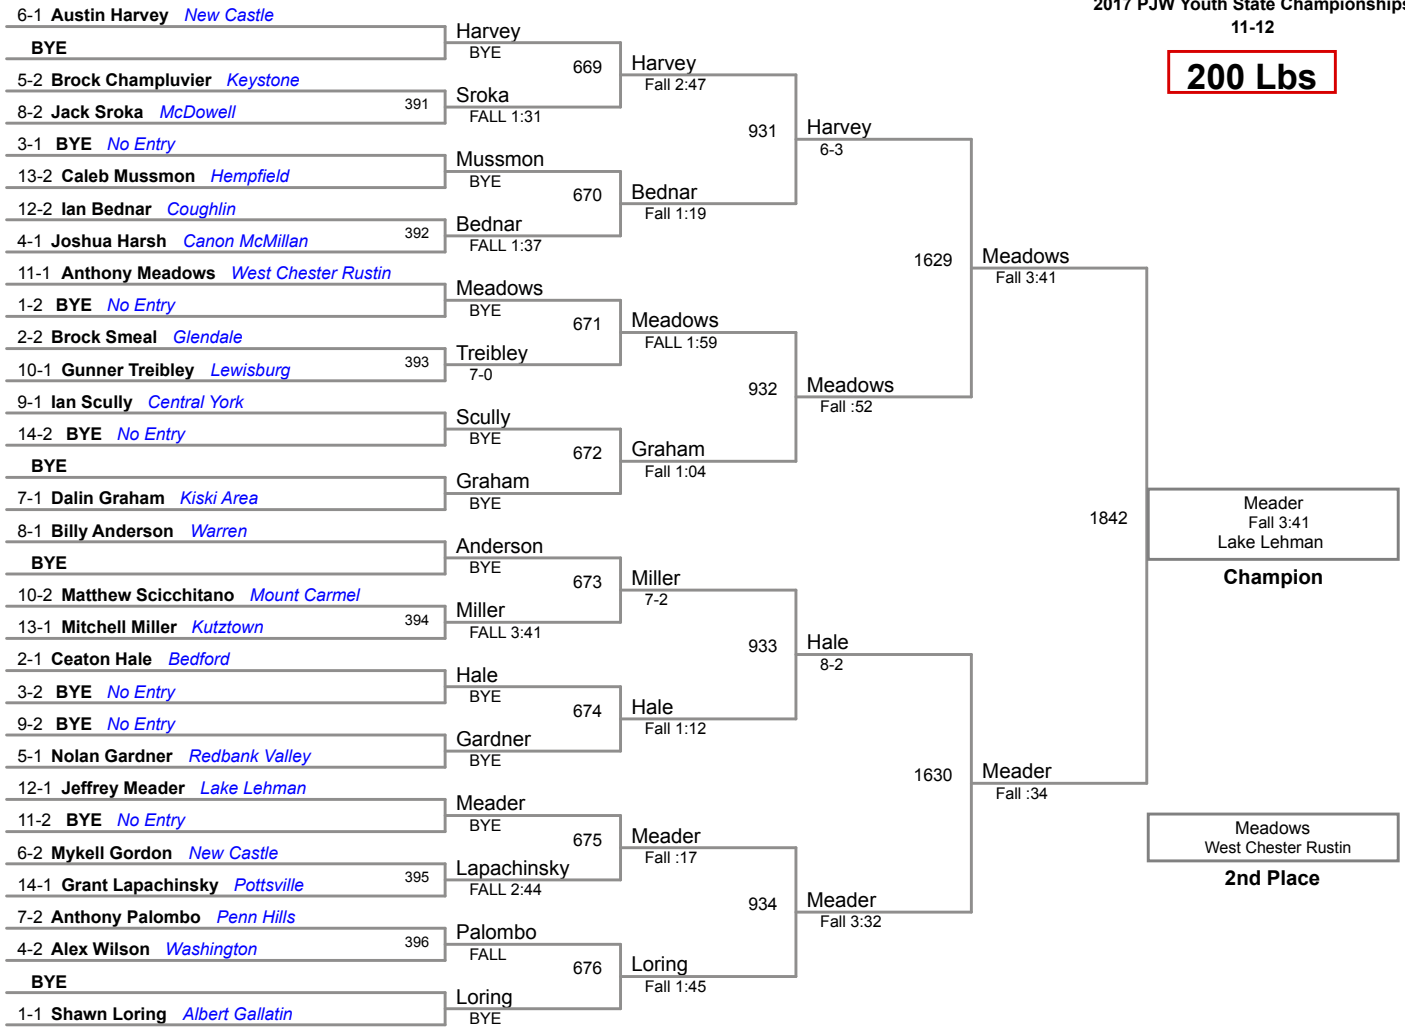 2017 PJW Youth State Championships
11-12
200 Lbs
6-1 Austin Harvey New Castle
BYE
5-2 Brock Champluvier Keystone
8-2 Jack Sroka McDowell
3-1 BYE No Entry
13-2 Caleb Mussmon Hempfield
12-2 Ian Bednar Coughlin
4-1 Joshua Harsh Canon McMillan
11-1 Anthony Meadows West Chester Rustin
1-2 BYE No Entry
2-2 Brock Smeal Glendale
10-1 Gunner Treibley Lewisburg
9-1 Ian Scully Central York
14-2 BYE No Entry
BYE
7-1 Dalin Graham Kiski Area
8-1 Billy Anderson Warren
BYE
10-2 Matthew Scicchitano Mount Carmel
13-1 Mitchell Miller Kutztown
2-1 Ceaton Hale Bedford
3-2 BYE No Entry
9-2 BYE No Entry
5-1 Nolan Gardner Redbank Valley
12-1 Jeffrey Meader Lake Lehman
11-2 BYE No Entry
6-2 Mykell Gordon New Castle
14-1 Grant Lapachinsky Pottsville
7-2 Anthony Palombo Penn Hills
4-2 Alex Wilson Washington
BYE
1-1 Shawn Loring Albert Gallatin
391
392
393
394
395
396
Harvey
BYE
Sroka
FALL 1:31
Mussmon
BYE
Bednar
FALL 1:37
Meadows
BYE
Treibley
7-0
Scully
BYE
Graham
BYE
Anderson
BYE
Miller
FALL 3:41
Hale
BYE
Gardner
BYE
Meader
BYE
Lapachinsky
FALL 2:44
Palombo
FALL
Loring
BYE
669
670
671
672
673
674
675
676
Harvey
Fall 2:47
Bednar
Fall 1:19
Meadows
FALL 1:59
Graham
Fall 1:04
Miller
7-2
Hale
Fall 1:12
Meader
Fall :17
Loring
Fall 1:45
931
932
933
934
Harvey
6-3
Meadows
Fall :52
Hale
8-2
Meader
Fall 3:32
1629
1630
Meadows
Fall 3:41
Meader
Fall :34
1842
Meader
Fall 3:41
Lake Lehman
Champion
Meadows
West Chester Rustin
2nd Place